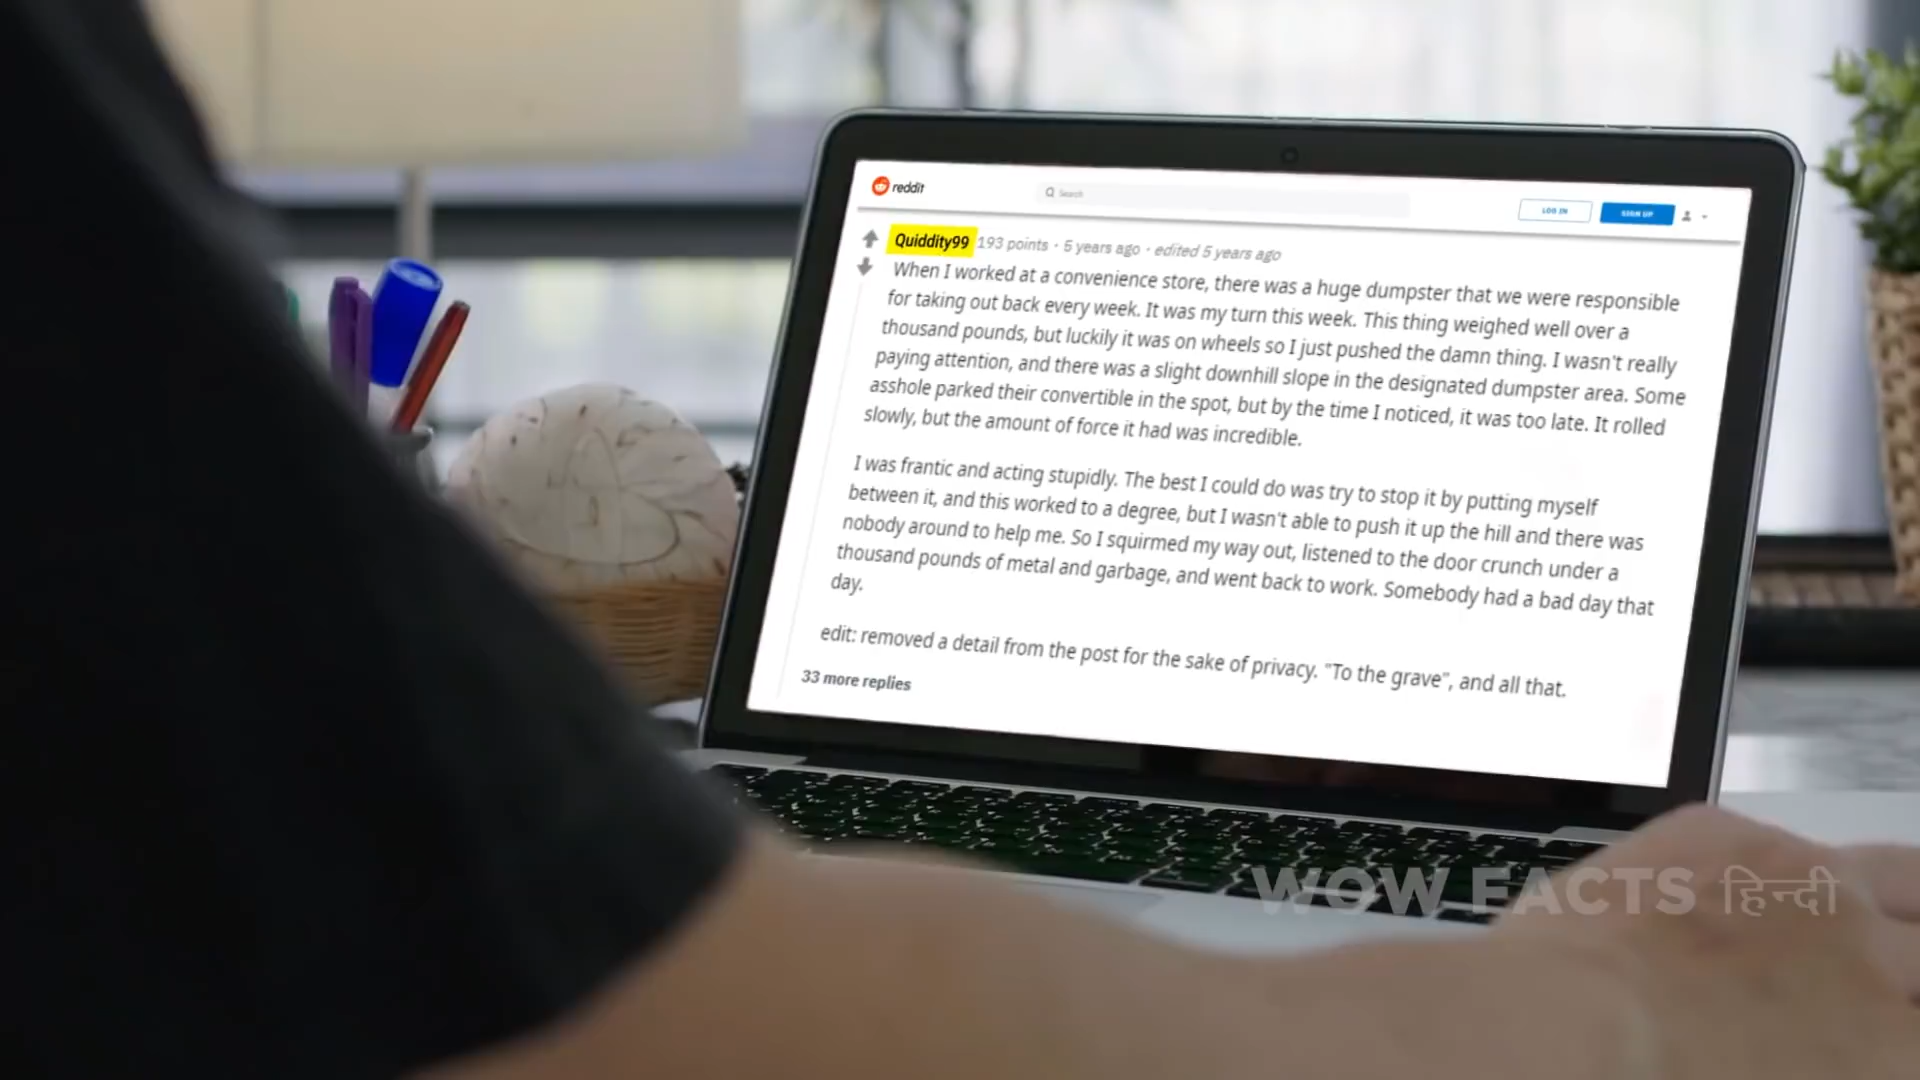 reddit
Search
LOG IN
SIGN UP
Quiddity99 193 points · 5 years ago · edited 5 years ago
When I worked at a convenience store, there was a huge dumpster that we were responsible
for taking out back every week. It was my turn this week. This thing weighed well over a
thousand pounds, but luckily it was on wheels so I just pushed the damn thing. I wasn't really
paying attention, and there was a slight downhill slope in the designated dumpster area. Some
asshole parked their convertible in the spot, but by the time I noticed, it was too late. It rolled
slowly, but the amount of force it had was incredible.
I was frantic and acting stupidly. The best I could do was try to stop it by putting myself
between it, and this worked to a degree, but I wasn't able to push it up the hill and there was
nobody around to help me. So I squirmed my way out, listened to the door crunch under a
thousand pounds of metal and garbage, and went back to work. Somebody had a bad day that
day.
edit: removed a detail from the post for the sake of privacy. "To the grave", and all that.
33 more replies
WOW FACTS हिन्दी